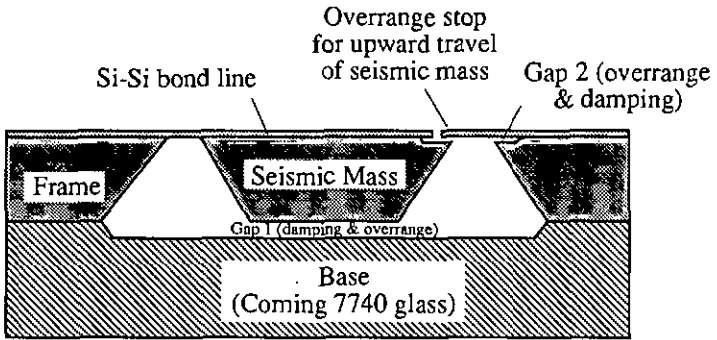 Overrange stop
for upward travel
of seismic mass
Si-Si bond line
Gap 2 (overrange
& damping)
Frame
Seismic Mass
Gap 1 (damping & overrange)
Base
(Coming 7740 glass)